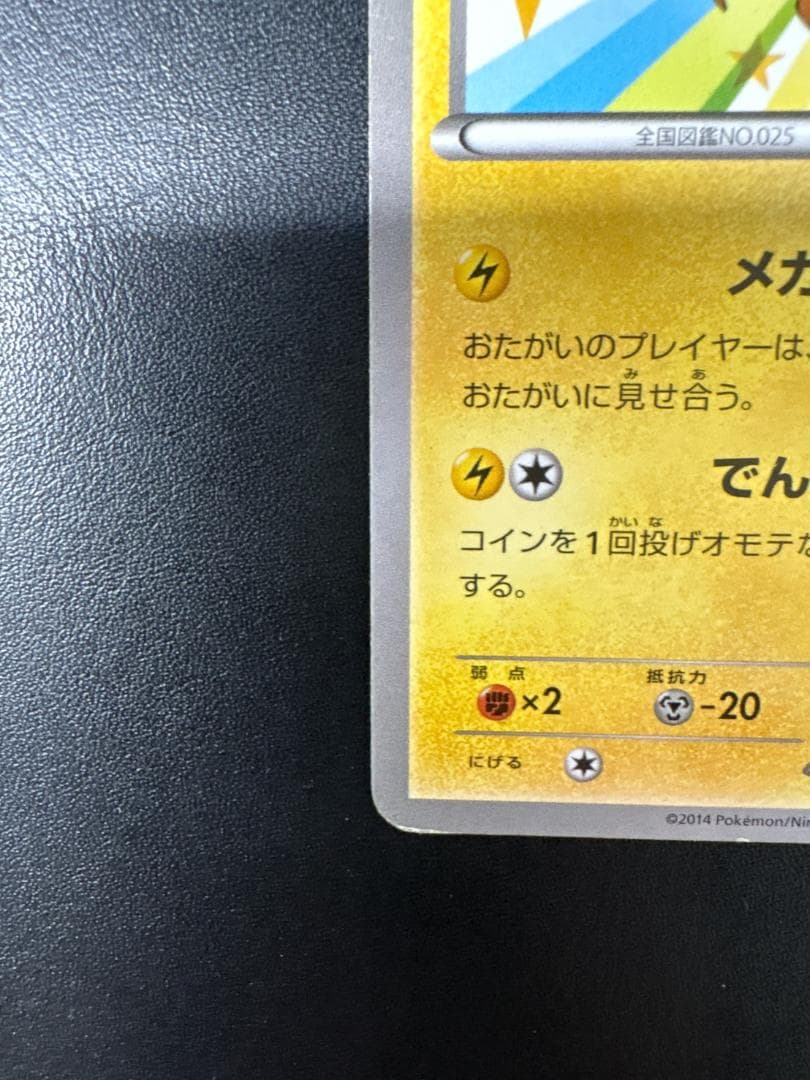 全国図鑑NO.025
メガ
おたがいのプレイヤーは、
おたがいに見せ合う。
でん
コインを1回投げオモテな
する。
弱点 抵抗力
×2 -20
にげる
©2014 Pokémon/Nin